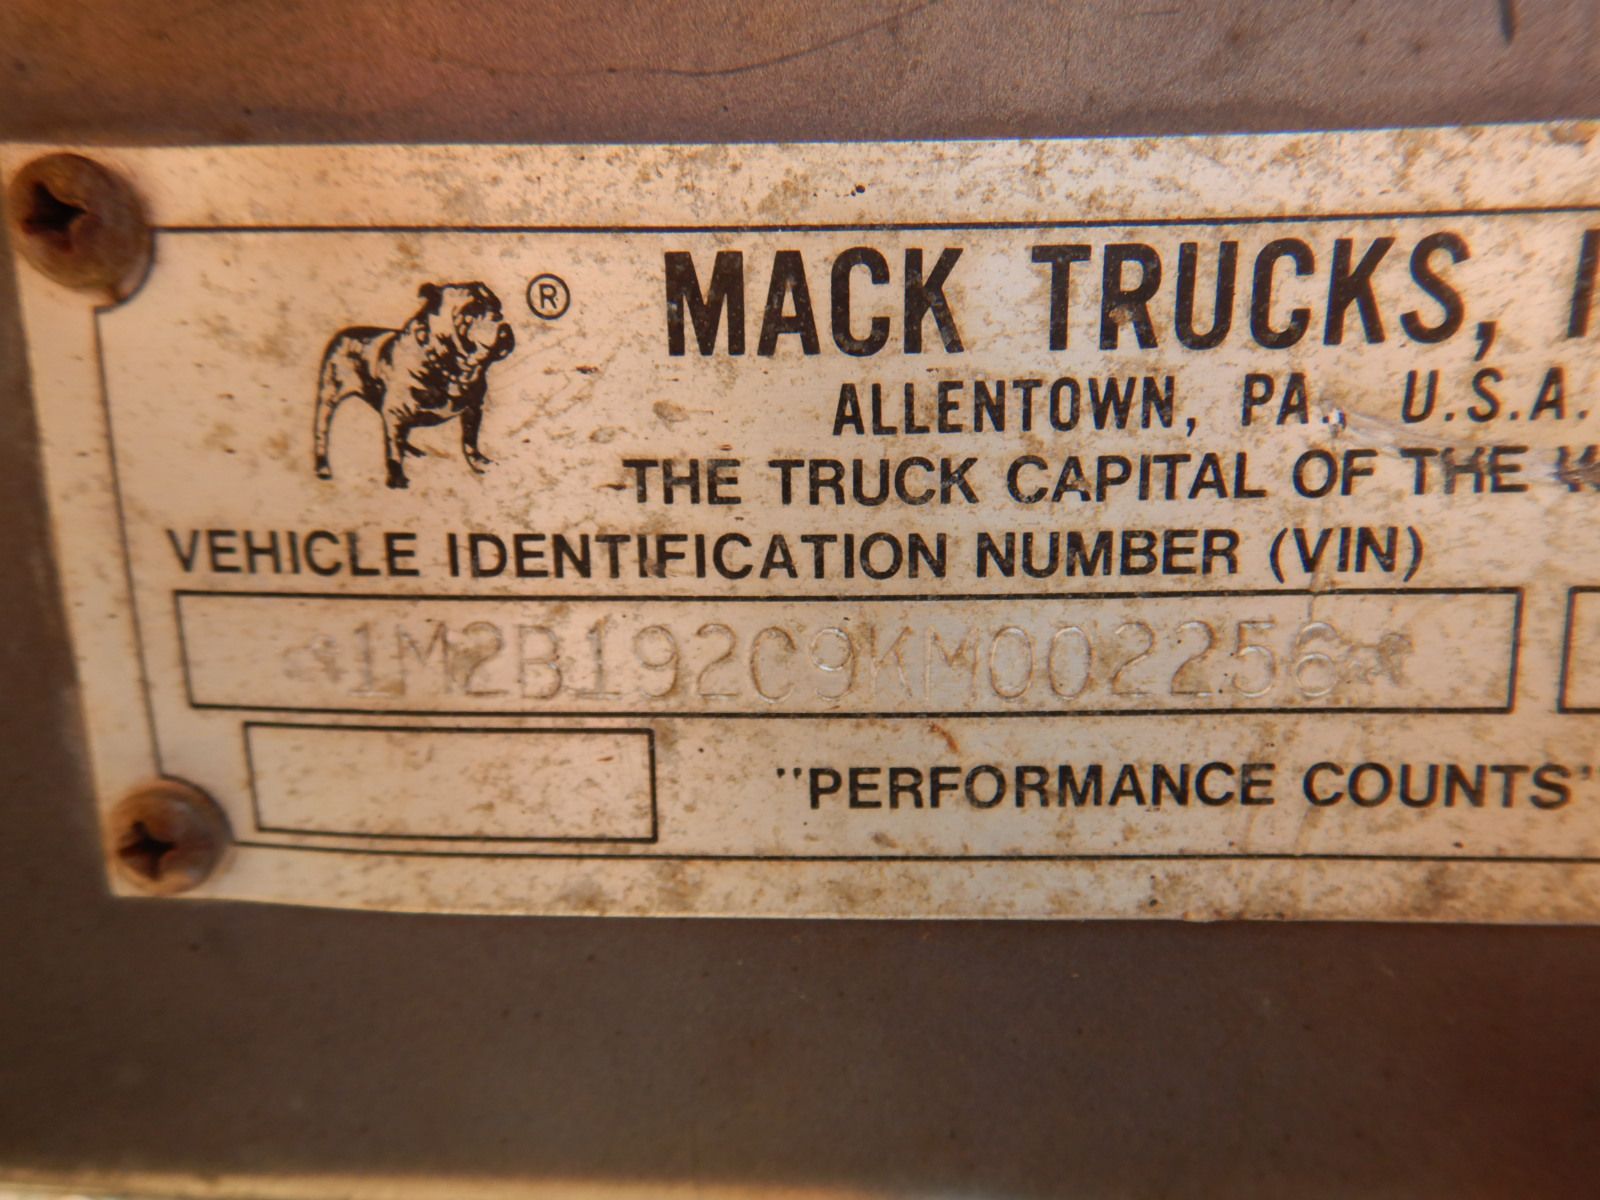 ®
MACK TRUCKS, I
ALLENTOWN, PA., U.S.A.
THE TRUCK CAPITAL OF THE
VEHICLE IDENTIFICATION NUMBER (VIN)
1M2B192C9KM002256
"PERFORMANCE COUNTS"